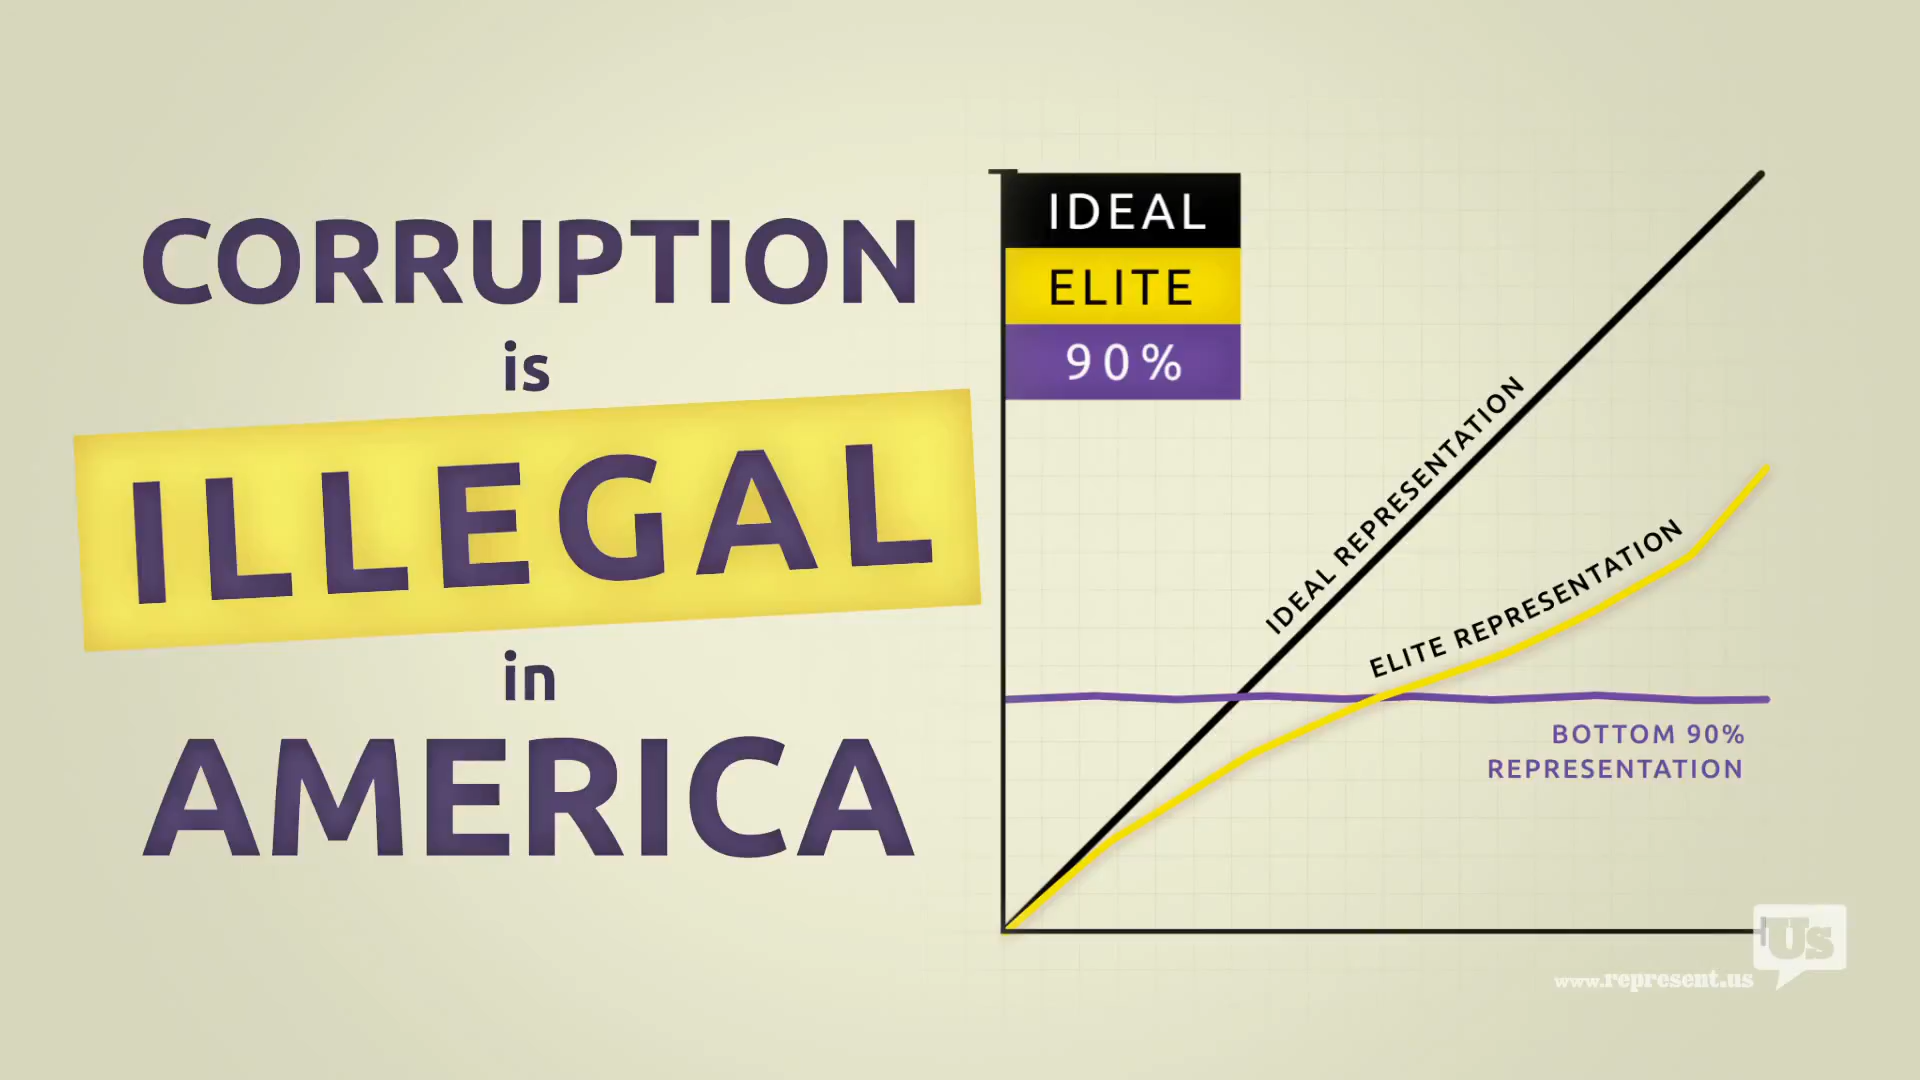 CORRUPTION
is
ILLEGAL
in
AMERICA
IDEAL
ELITE
90%
IDEAL REPRESENTATION
ELITE REPRESENTATION
BOTTOM 90%
REPRESENTATION
Us
www.represent.us